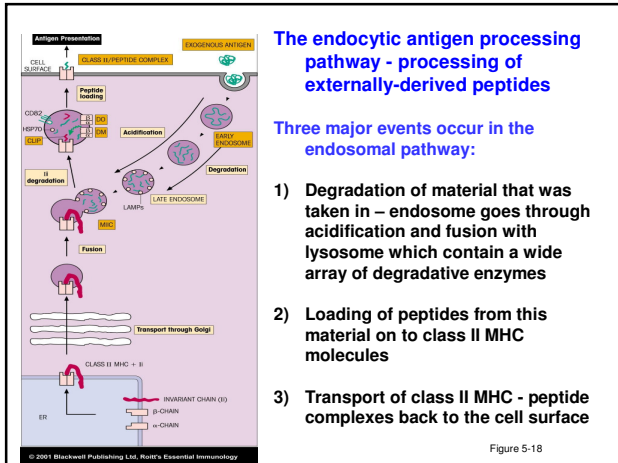 Antigen Presentation
CELL
SURFACE
CLASS II/PEPTIDE COMPLEX
EXOGENOUS ANTIGEN
Peptide
loading
CD82
HSP70
CLIP
DO
DM
Acidification
EARLY
ENDOSOME
Degradation
Ii
degradation
LATE ENDOSOME
LAMPs
MIIC
Fusion
Transport through Golgi
CLASS II MHC + Ii
ER
INVARIANT CHAIN (Ii)
β-CHAIN
α-CHAIN
© 2001 Blackwell Publishing Ltd, Roitt's Essential Immunology
The endocytic antigen processing
pathway - processing of
externally-derived peptides
Three major events occur in the
endosomal pathway:
1) Degradation of material that was
taken in – endosome goes through
acidification and fusion with
lysosome which contain a wide
array of degradative enzymes
2) Loading of peptides from this
material on to class II MHC
molecules
3) Transport of class II MHC - peptide
complexes back to the cell surface
Figure 5-18